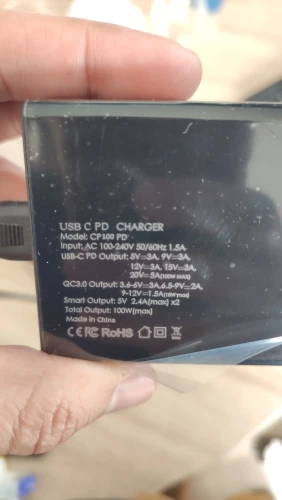 USB C PD CHARGER
Model: CP100 PD
Input: AC 100-240V 50/60Hz 1.5A
USB-C PD Output: 5V⎓3A, 9V⎓3A,
12V⎓3A, 15V⎓3A,
20V⎓5A(100W MAX)
QC3.0 Output: 3.6-6V⎓3A,6.5-9V⎓2A,
9-12V⎓1.5A(18W max)
Smart Output: 5V 2.4A(max) x2
Total Output: 100W(max)
Made in China
CE FC RoHS